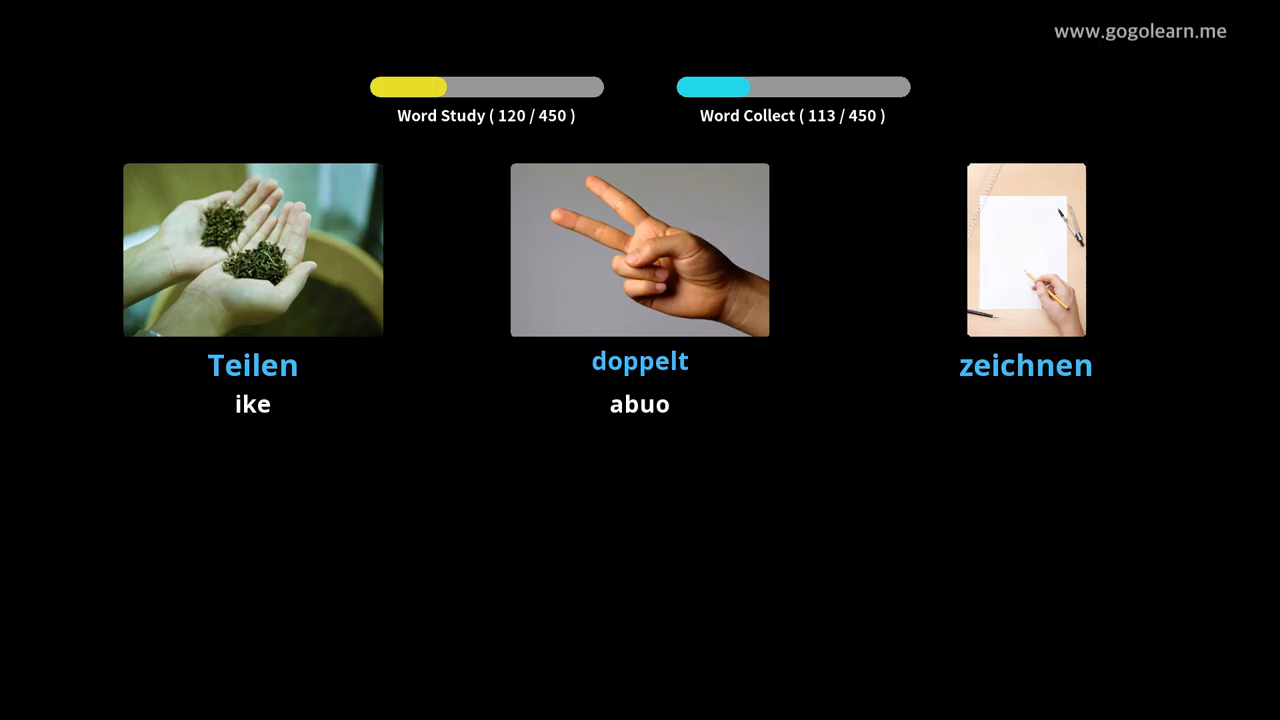 www.gogolearn.me
Word Study ( 120 / 450 )
Word Collect ( 113 / 450 )
Teilen
ike
doppelt
abuo
zeichnen